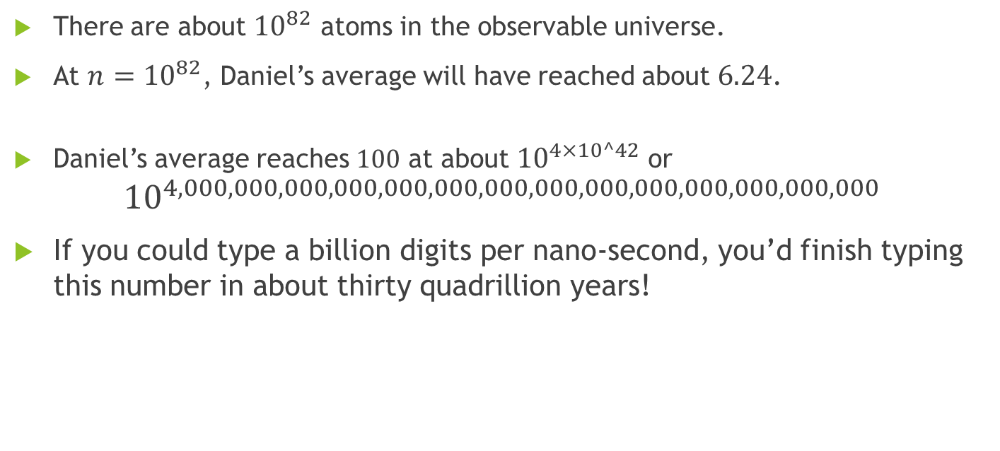 There are about 10^82 atoms in the observable universe.
At n = 10^82, Daniel’s average will have reached about 6.24.
Daniel’s average reaches 100 at about 10^4×10^42 or
10^4,000,000,000,000,000,000,000,000,000,000,000,000,000,000,000
If you could type a billion digits per nano-second, you’d finish typing
this number in about thirty quadrillion years!